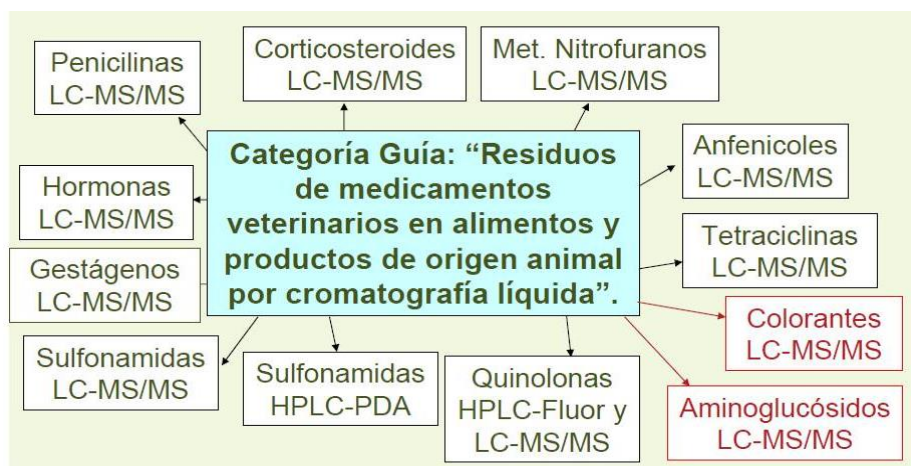 Penicilinas
LC-MS/MS
Corticosteroides
LC-MS/MS
Met. Nitrofuranos
LC-MS/MS
Categoría Guía: “Residuos
de medicamentos
veterinarios en alimentos y
productos de origen animal
por cromatografía líquida”.
Anfenicoles
LC-MS/MS
Hormonas
LC-MS/MS
Tetraciclinas
LC-MS/MS
Gestágenos
LC-MS/MS
Colorantes
LC-MS/MS
Sulfonamidas
LC-MS/MS
Sulfonamidas
HPLC-PDA
Quinolonas
HPLC-Fluor y
LC-MS/MS
Aminoglucósidos
LC-MS/MS